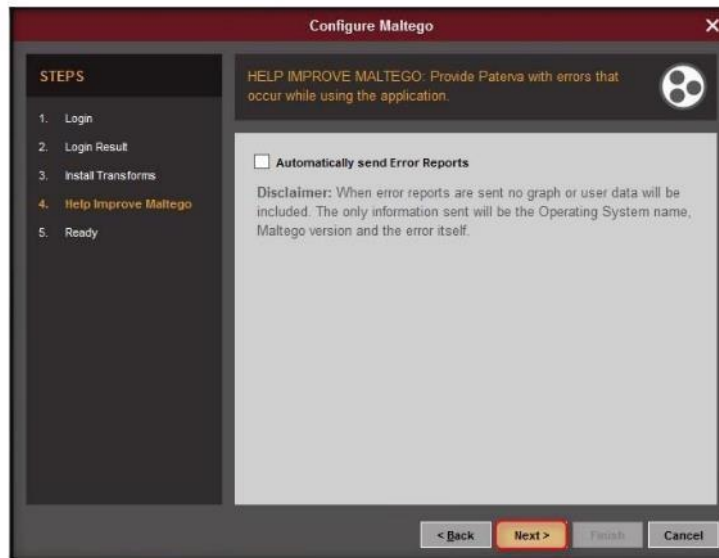 Configure Maltego
STEPS
1. Login
2. Login Result
3. Install Transforms
4. Help Improve Maltego
5. Ready
HELP IMPROVE MALTEGO: Provide Paterva with errors that
occur while using the application.
Automatically send Error Reports
Disclaimer: When error reports are sent no graph or user data will be
included. The only information sent will be the Operating System name,
Maltego version and the error itself.
< Back
Next >
Finish
Cancel